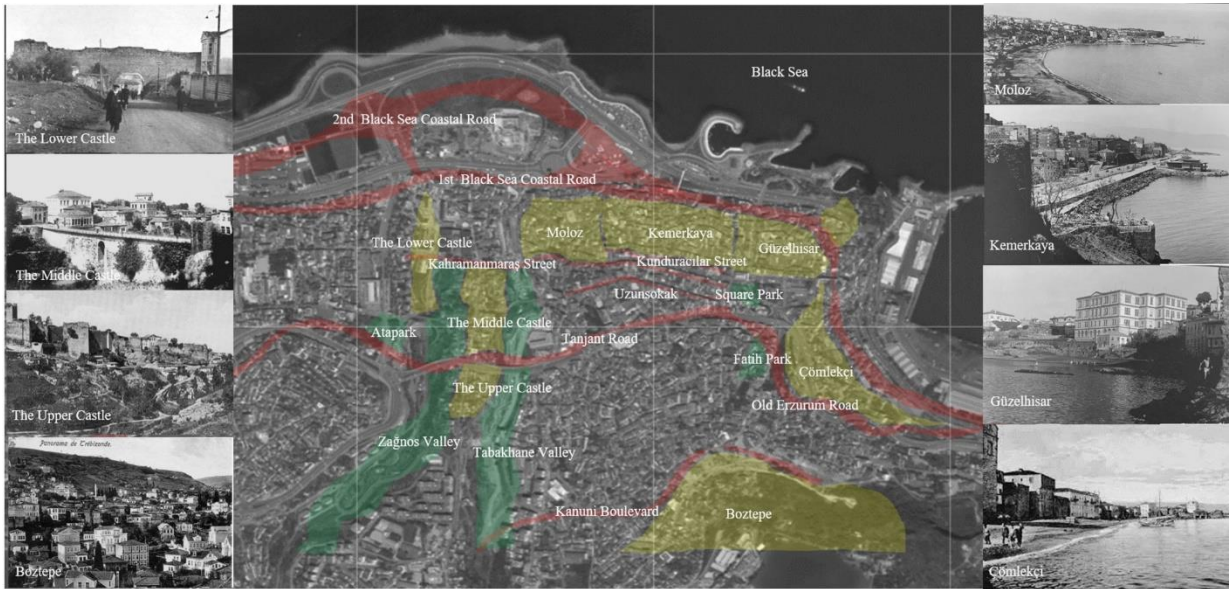 The Lower Castle
The Middle Castle
The Upper Castle
Panorama de Trébizonde.
Boztepe
Black Sea
2nd Black Sea Coastal Road
1st Black Sea Coastal Road
The Lower Castle
Moloz
Kemerkaya
Güzelhisar
Kahramanmaraş Street
Kunduracılar Street
Uzunsokak
Square Park
Atapark
The Middle Castle
Tanjant Road
Fatih Park
Çömlekçi
The Upper Castle
Old Erzurum Road
Zağnos Valley
Tabakhane Valley
Kanuni Boulevard
Boztepe
Moloz
Kemerkaya
Güzelhisar
Çömlekçi